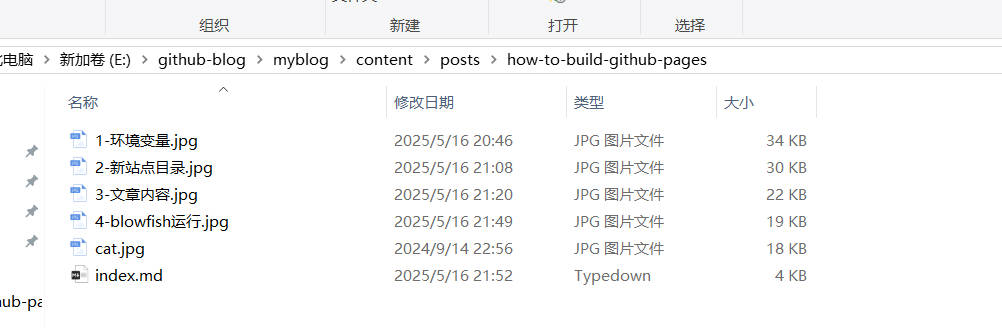 组织 新建 打开 选择
电脑 > 新加卷 (E:) > github-blog > myblog > content > posts > how-to-build-github-pages
名称 修改日期 类型 大小
1-环境变量.jpg 2025/5/16 20:46 JPG 图片文件 34 KB
2-新站点目录.jpg 2025/5/16 21:08 JPG 图片文件 30 KB
3-文章内容.jpg 2025/5/16 21:20 JPG 图片文件 22 KB
4-blowfish运行.jpg 2025/5/16 21:49 JPG 图片文件 19 KB
cat.jpg 2024/9/14 22:56 JPG 图片文件 18 KB
index.md 2025/5/16 21:52 Typedown 4 KB
hub-pa